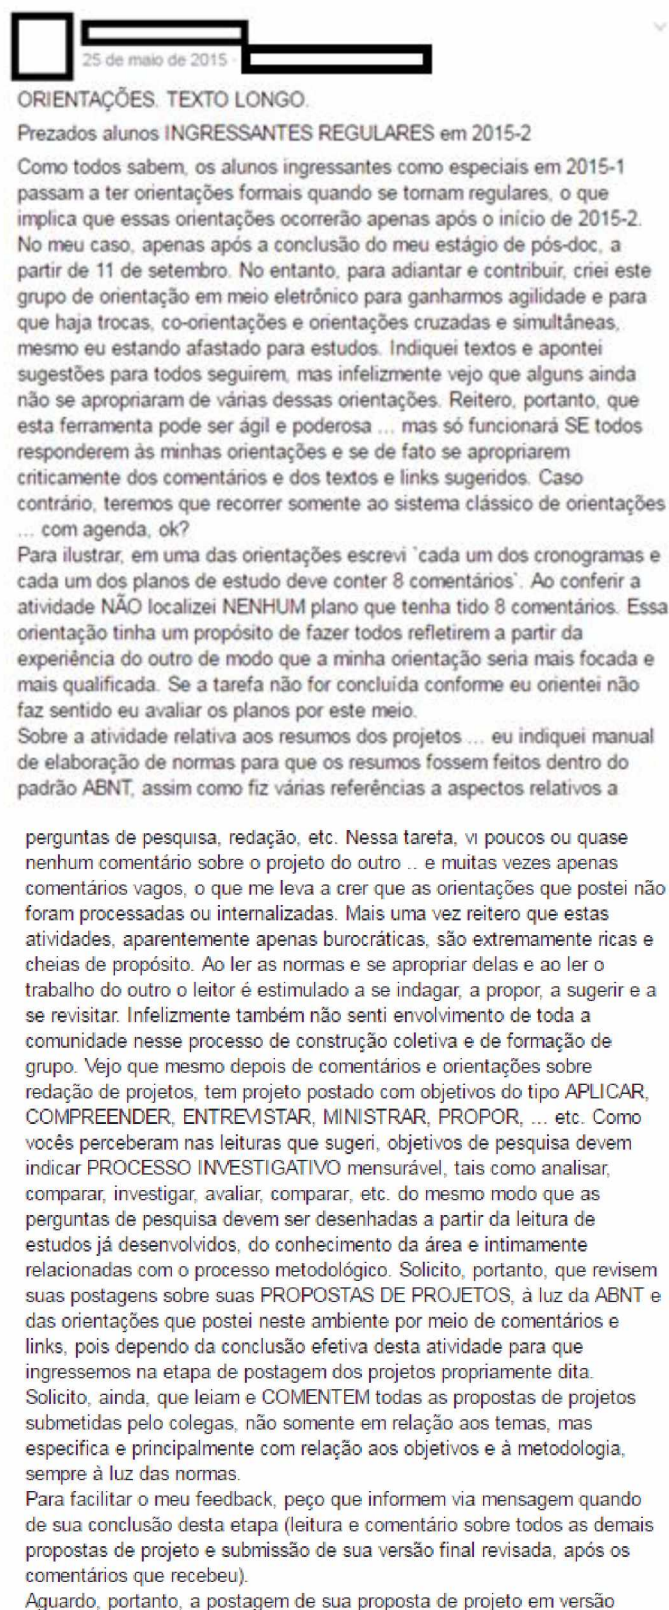 25 de maio de 2015 ·
ORIENTAÇÕES. TEXTO LONGO.
Prezados alunos INGRESSANTES REGULARES em 2015-2
Como todos sabem, os alunos ingressantes como especiais em 2015-1
passam a ter orientações formais quando se tornam regulares, o que
implica que essas orientações ocorrerão apenas após o início de 2015-2.
No meu caso, apenas após a conclusão do meu estágio de pós-doc, a
partir de 11 de setembro. No entanto, para adiantar e contribuir, criei este
grupo de orientação em meio eletrônico para ganharmos agilidade e para
que haja trocas, co-orientações e orientações cruzadas e simultâneas,
mesmo eu estando afastado para estudos. Indiquei textos e apontei
sugestões para todos seguirem, mas infelizmente vejo que alguns ainda
não se apropriaram de várias dessas orientações. Reitero, portanto, que
esta ferramenta pode ser ágil e poderosa ... mas só funcionará SE todos
responderem às minhas orientações e se de fato se apropriarem
criticamente dos comentários e dos textos e links sugeridos. Caso
contrário, teremos que recorrer somente ao sistema clássico de orientações
... com agenda, ok?
Para ilustrar, em uma das orientações escrevi `cada um dos cronogramas e
cada um dos planos de estudo deve conter 8 comentários`. Ao conferir a
atividade NÃO localizei NENHUM plano que tenha tido 8 comentários. Essa
orientação tinha um propósito de fazer todos refletirem a partir da
experiência do outro de modo que a minha orientação seria mais focada e
mais qualificada. Se a tarefa não for concluída conforme eu orientei não
faz sentido eu avaliar os planos por este meio.
Sobre a atividade relativa aos resumos dos projetos ... eu indiquei manual
de elaboração de normas para que os resumos fossem feitos dentro do
padrão ABNT, assim como fiz várias referências a aspectos relativos a
perguntas de pesquisa, redação, etc. Nessa tarefa, vi poucos ou quase
nenhum comentário sobre o projeto do outro .. e muitas vezes apenas
comentários vagos, o que me leva a crer que as orientações que postei não
foram processadas ou internalizadas. Mais uma vez reitero que estas
atividades, aparentemente apenas burocráticas, são extremamente ricas e
cheias de propósito. Ao ler as normas e se apropriar delas e ao ler o
trabalho do outro o leitor é estimulado a se indagar, a propor, a sugerir e a
se revisitar. Infelizmente também não senti envolvimento de toda a
comunidade nesse processo de construção coletiva e de formação de
grupo. Vejo que mesmo depois de comentários e orientações sobre
redação de projetos, tem projeto postado com objetivos do tipo APLICAR,
COMPREENDER, ENTREVISTAR, MINISTRAR, PROPOR, ... etc. Como
vocês perceberam nas leituras que sugeri, objetivos de pesquisa devem
indicar PROCESSO INVESTIGATIVO mensurável, tais como analisar,
comparar, investigar, avaliar, comparar, etc. do mesmo modo que as
perguntas de pesquisa devem ser desenhadas a partir da leitura de
estudos já desenvolvidos, do conhecimento da área e intimamente
relacionadas com o processo metodológico. Solicito, portanto, que revisem
suas postagens sobre suas PROPOSTAS DE PROJETOS, à luz da ABNT e
das orientações que postei neste ambiente por meio de comentários e
links, pois dependo da conclusão efetiva desta atividade para que
ingressemos na etapa de postagem dos projetos propriamente dita.
Solicito, ainda, que leiam e COMENTEM todas as propostas de projetos
submetidas pelo colegas, não somente em relação aos temas, mas
especifica e principalmente com relação aos objetivos e à metodologia,
sempre à luz das normas.
Para facilitar o meu feedback, peço que informem via mensagem quando
de sua conclusão desta etapa (leitura e comentário sobre todos as demais
propostas de projeto e submissão de sua versão final revisada, após os
comentários que recebeu).
Aguardo, portanto, a postagem de sua proposta de projeto em versão